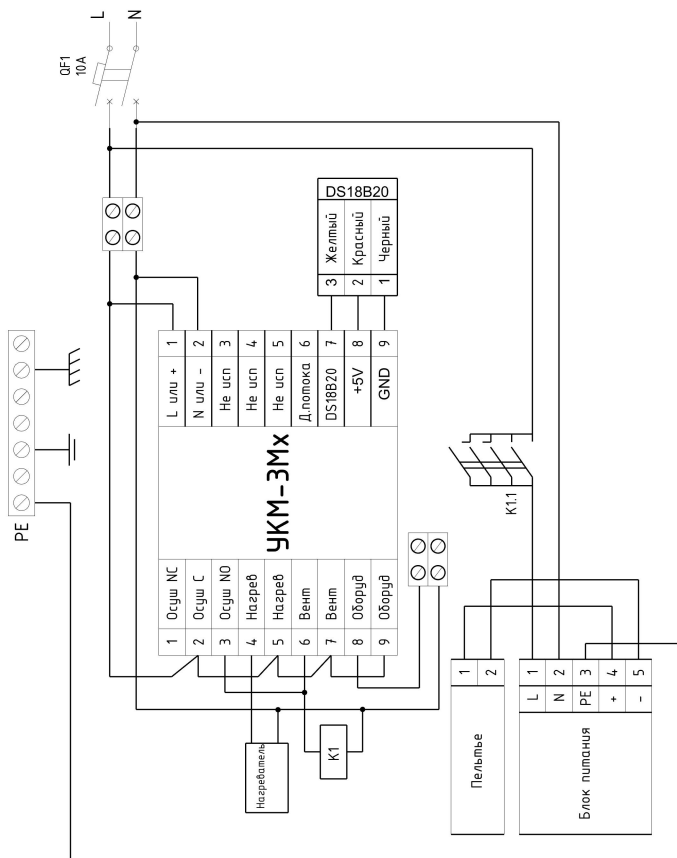 L
N
QF1
10A
PE
DS18B20
3 Желтый
2 Красный
1 Черный
УКМ-3Мх
L или + 1
N или - 2
Не исп 3
Не исп 4
Не исп 5
Д.потока 6
DS18B20 7
+5V 8
GND 9
1 Осуш NC
2 Осуш C
3 Осуш NO
4 Нагрев
5 Нагрев
6 Вент
7 Вент
8 Оборуд
9 Оборуд
Нагреватель
K1
K1.1
Пельтье
1
2
Блок питания
L 1
N 2
PE 3
+ 4
- 5